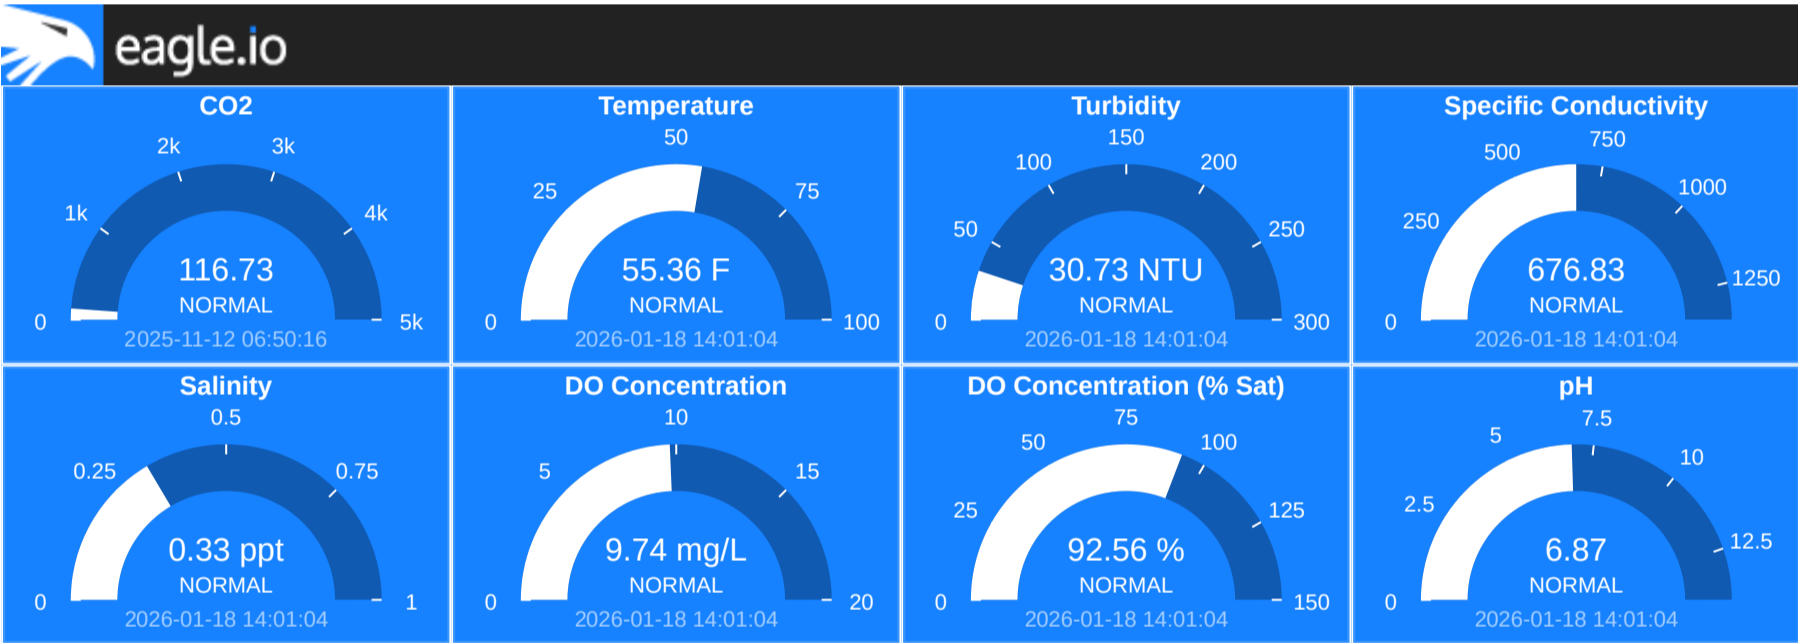 eagle.io
CO2
0
1k
2k
3k
4k
5k
116.73
NORMAL
2025-11-12 06:50:16
Temperature
0
25
50
75
100
55.36 F
NORMAL
2026-01-18 14:01:04
Turbidity
0
50
100
150
200
250
300
30.73 NTU
NORMAL
2026-01-18 14:01:04
Specific Conductivity
0
250
500
750
1000
1250
676.83
NORMAL
2026-01-18 14:01:04
Salinity
0
0.25
0.5
0.75
1
0.33 ppt
NORMAL
2026-01-18 14:01:04
DO Concentration
0
5
10
15
20
9.74 mg/L
NORMAL
2026-01-18 14:01:04
DO Concentration (% Sat)
0
25
50
75
100
125
150
92.56 %
NORMAL
2026-01-18 14:01:04
pH
0
2.5
5
7.5
10
12.5
6.87
NORMAL
2026-01-18 14:01:04